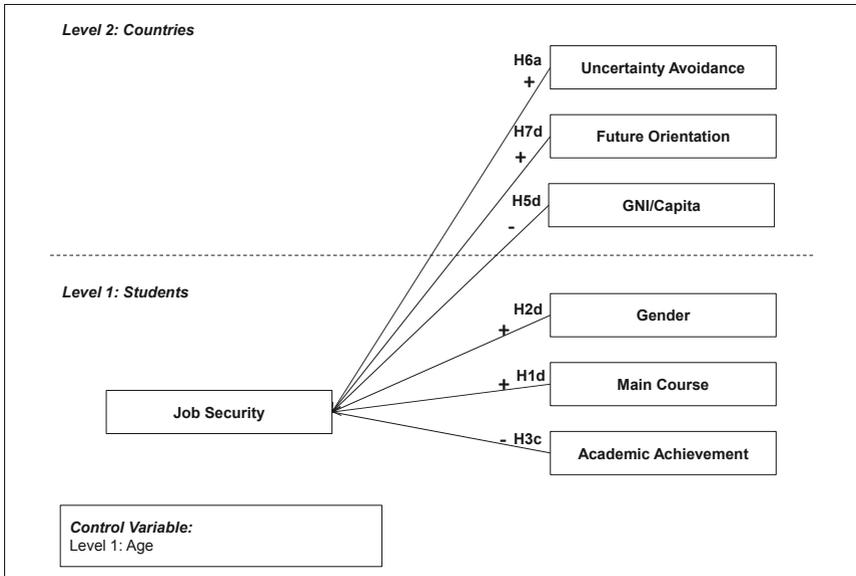 Level 2: Countries
H6a
+
Uncertainty Avoidance
H7d
+
Future Orientation
H5d
-
GNI/Capita
Level 1: Students
H2d
+
Gender
+ H1d
Main Course
- H3c
Academic Achievement
Job Security
Control Variable:
Level 1: Age